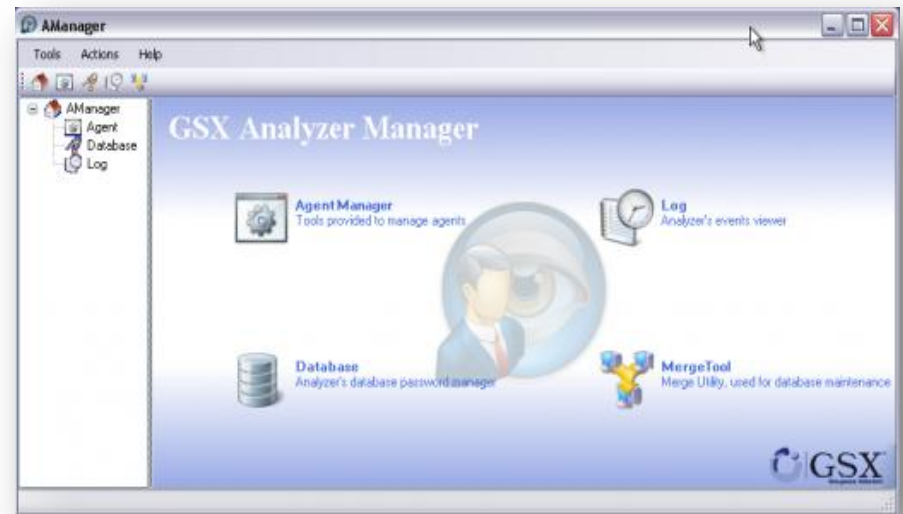 AManager
Tools Actions Help
AManager
Agent
Database
Log
GSX Analyzer Manager
Agent Manager
Tools provided to manage agents
Log
Analyzer's events viewer
Database
Analyzer's database password manager
MergeTool
Merge Utility, used for database maintenance
GSX